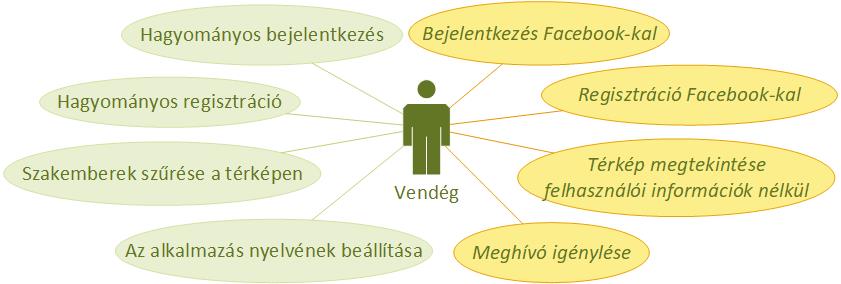 Hagyományos bejelentkezés
Bejelentkezés Facebook-kal
Hagyományos regisztráció
Regisztráció Facebook-kal
Szakemberek szűrése a térképen
Térkép megtekintése
felhasználói információk nélkül
Vendég
Az alkalmazás nyelvének beállítása
Meghívó igénylése